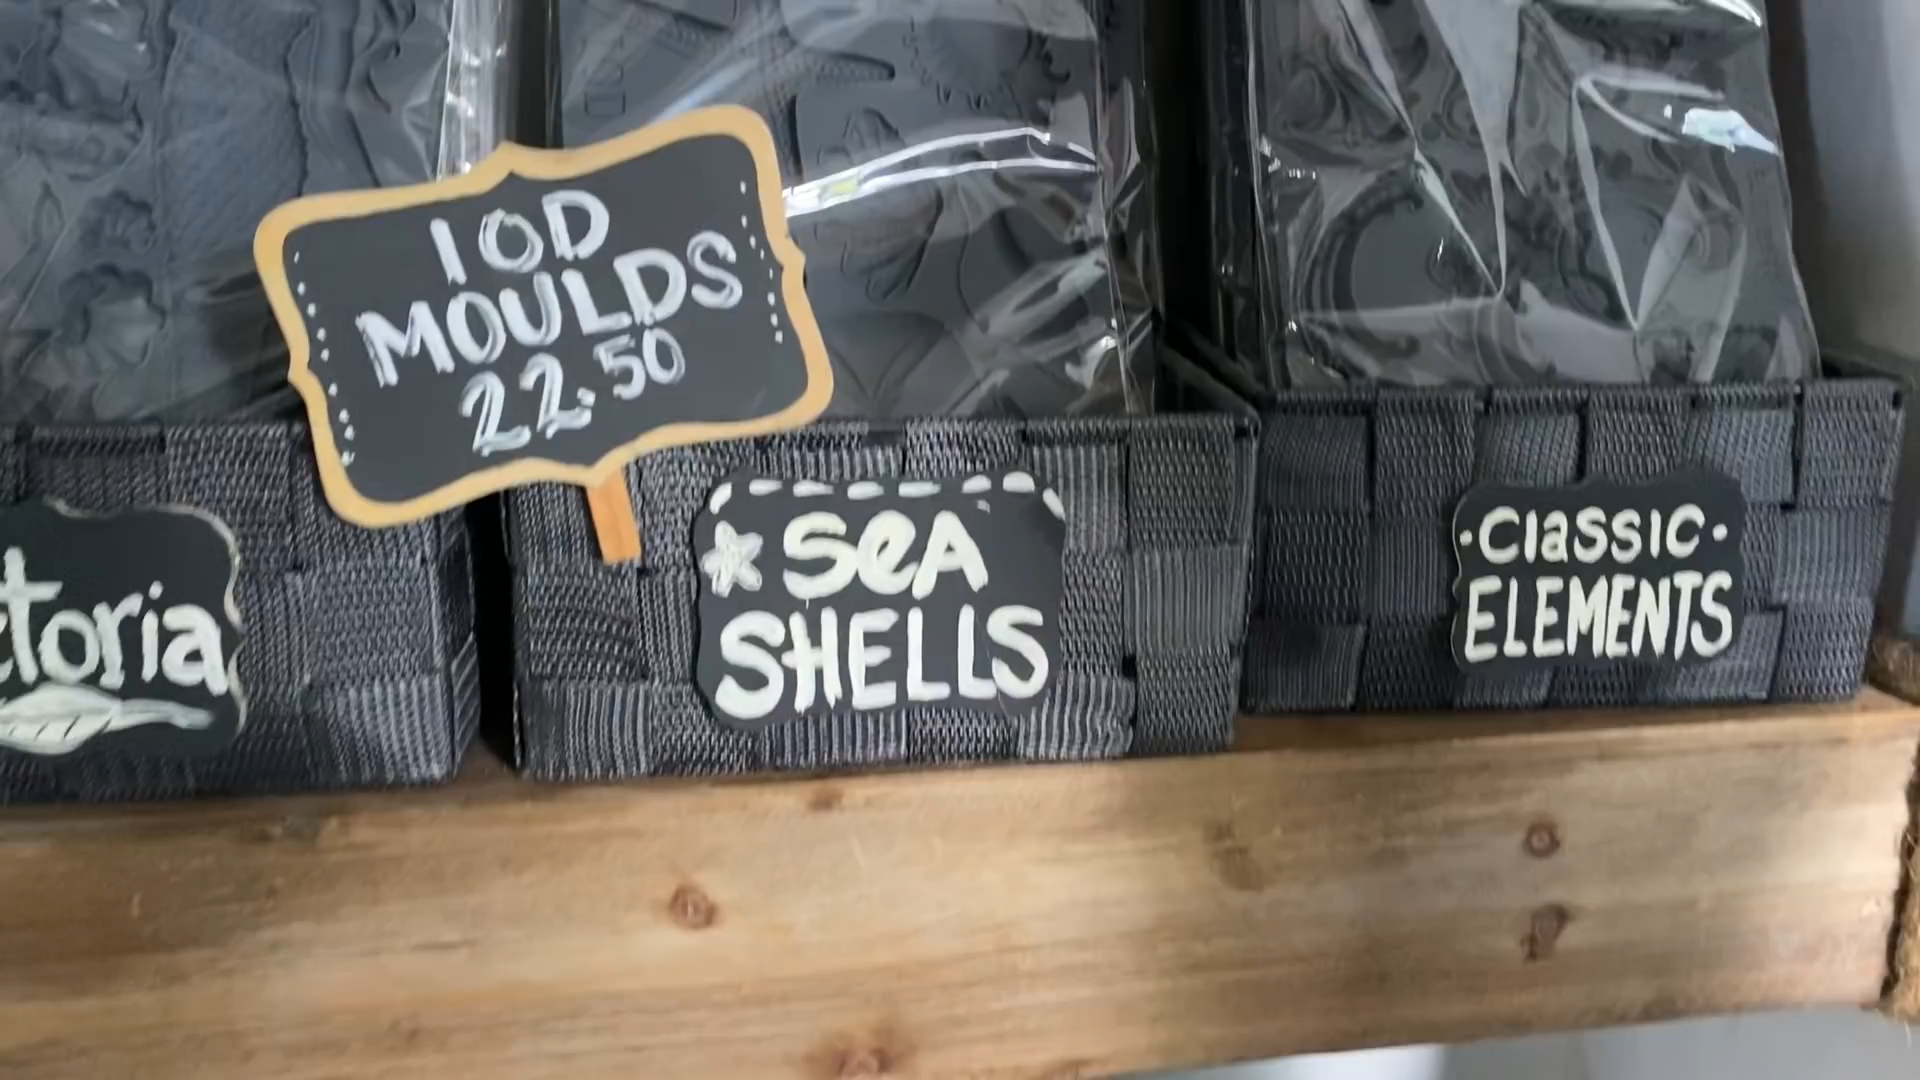 IOD
MOULDS
22.50
ctoria
SeA
SHELLS
·Classic·
ELEMENTS